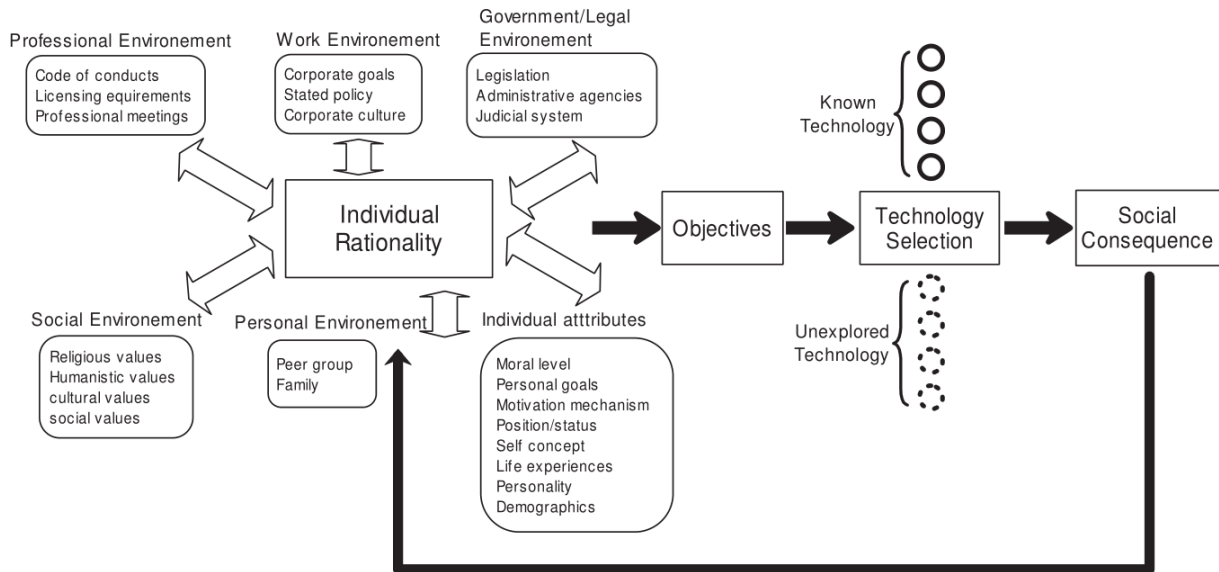 Professional Environement
Code of conducts
Licensing equirements
Professional meetings
Work Environement
Corporate goals
Stated policy
Corporate culture
Government/Legal
Environement
Legislation
Administrative agencies
Judicial system
Known
Technology
Individual
Rationality
Objectives
Technology
Selection
Social
Consequence
Social Environement
Religious values
Humanistic values
cultural values
social values
Personal Environement
Peer group
Family
Individual atttributes
Moral level
Personal goals
Motivation mechanism
Position/status
Self concept
Life experiences
Personality
Demographics
Unexplored
Technology